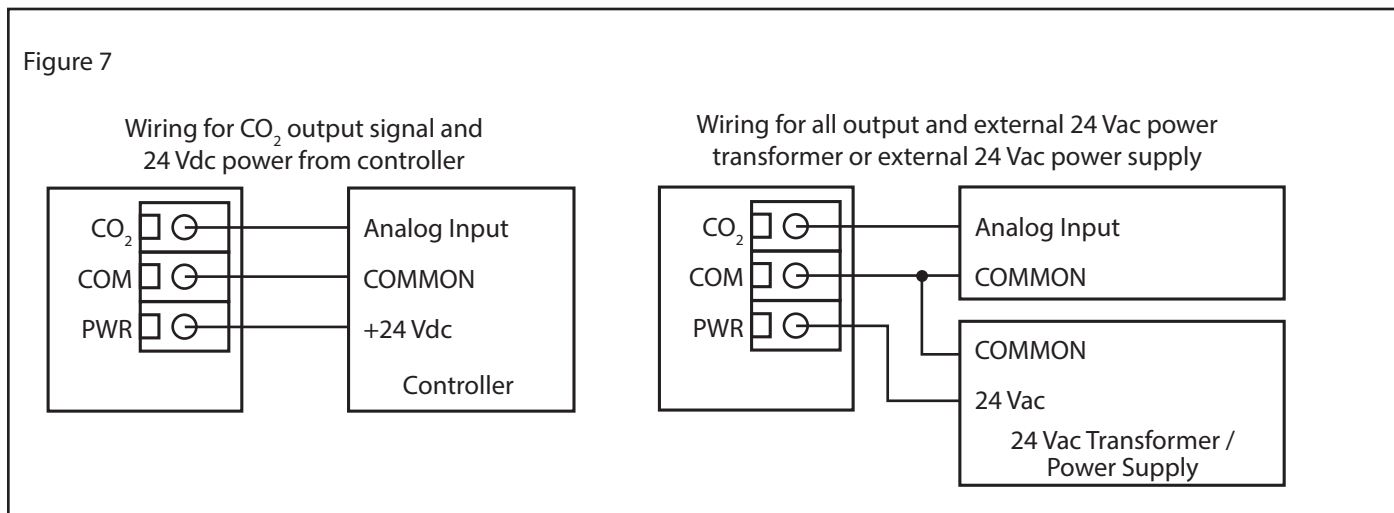 Figure 7
Wiring for CO₂ output signal and
24 Vdc power from controller
CO₂
Analog Input
COM
COMMON
PWR
+24 Vdc
Controller
Wiring for all output and external 24 Vac power
transformer or external 24 Vac power supply
CO₂
Analog Input
COM
COMMON
PWR
COMMON
24 Vac
24 Vac Transformer /
Power Supply